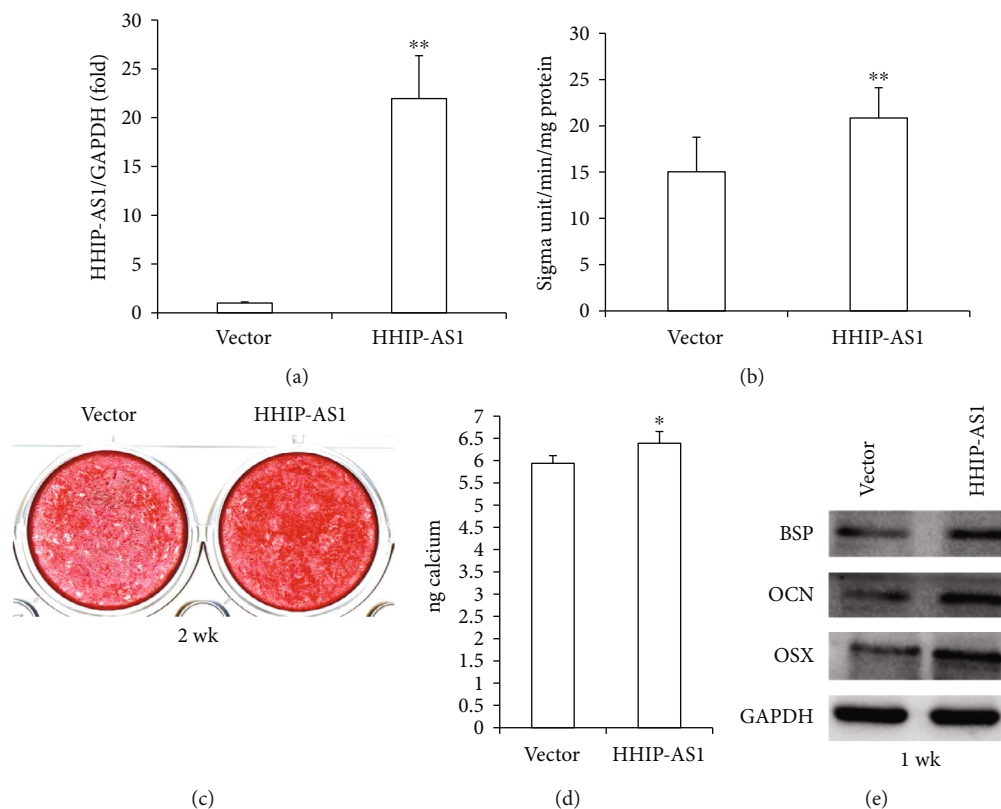 HHIP-AS1/GAPDH (fold)
30
25
20
15
10
5
0
**
Vector
HHIP-AS1
(a)
Sigma unit/min/mg protein
30
25
20
15
10
5
0
**
Vector
HHIP-AS1
(b)
Vector
HHIP-AS1
2 wk
(c)
ng calcium
7
6.5
6
5.5
5
4.5
4
3.5
3
2.5
2
1.5
1
0.5
0
*
Vector
HHIP-AS1
(d)
Vector
HHIP-AS1
BSP
OCN
OSX
GAPDH
1 wk
(e)